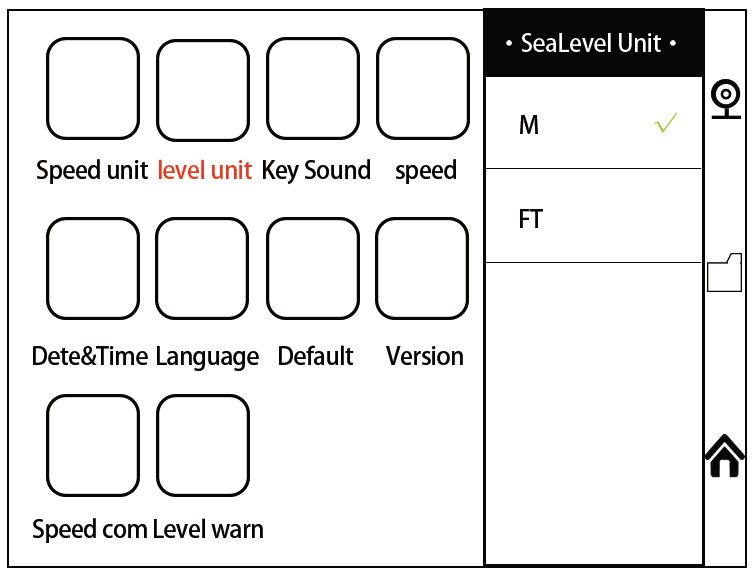 Speed unit level unit Key Sound speed
Dete&Time Language Default Version
Speed com Level warn
• SeaLevel Unit •
M ✓
FT